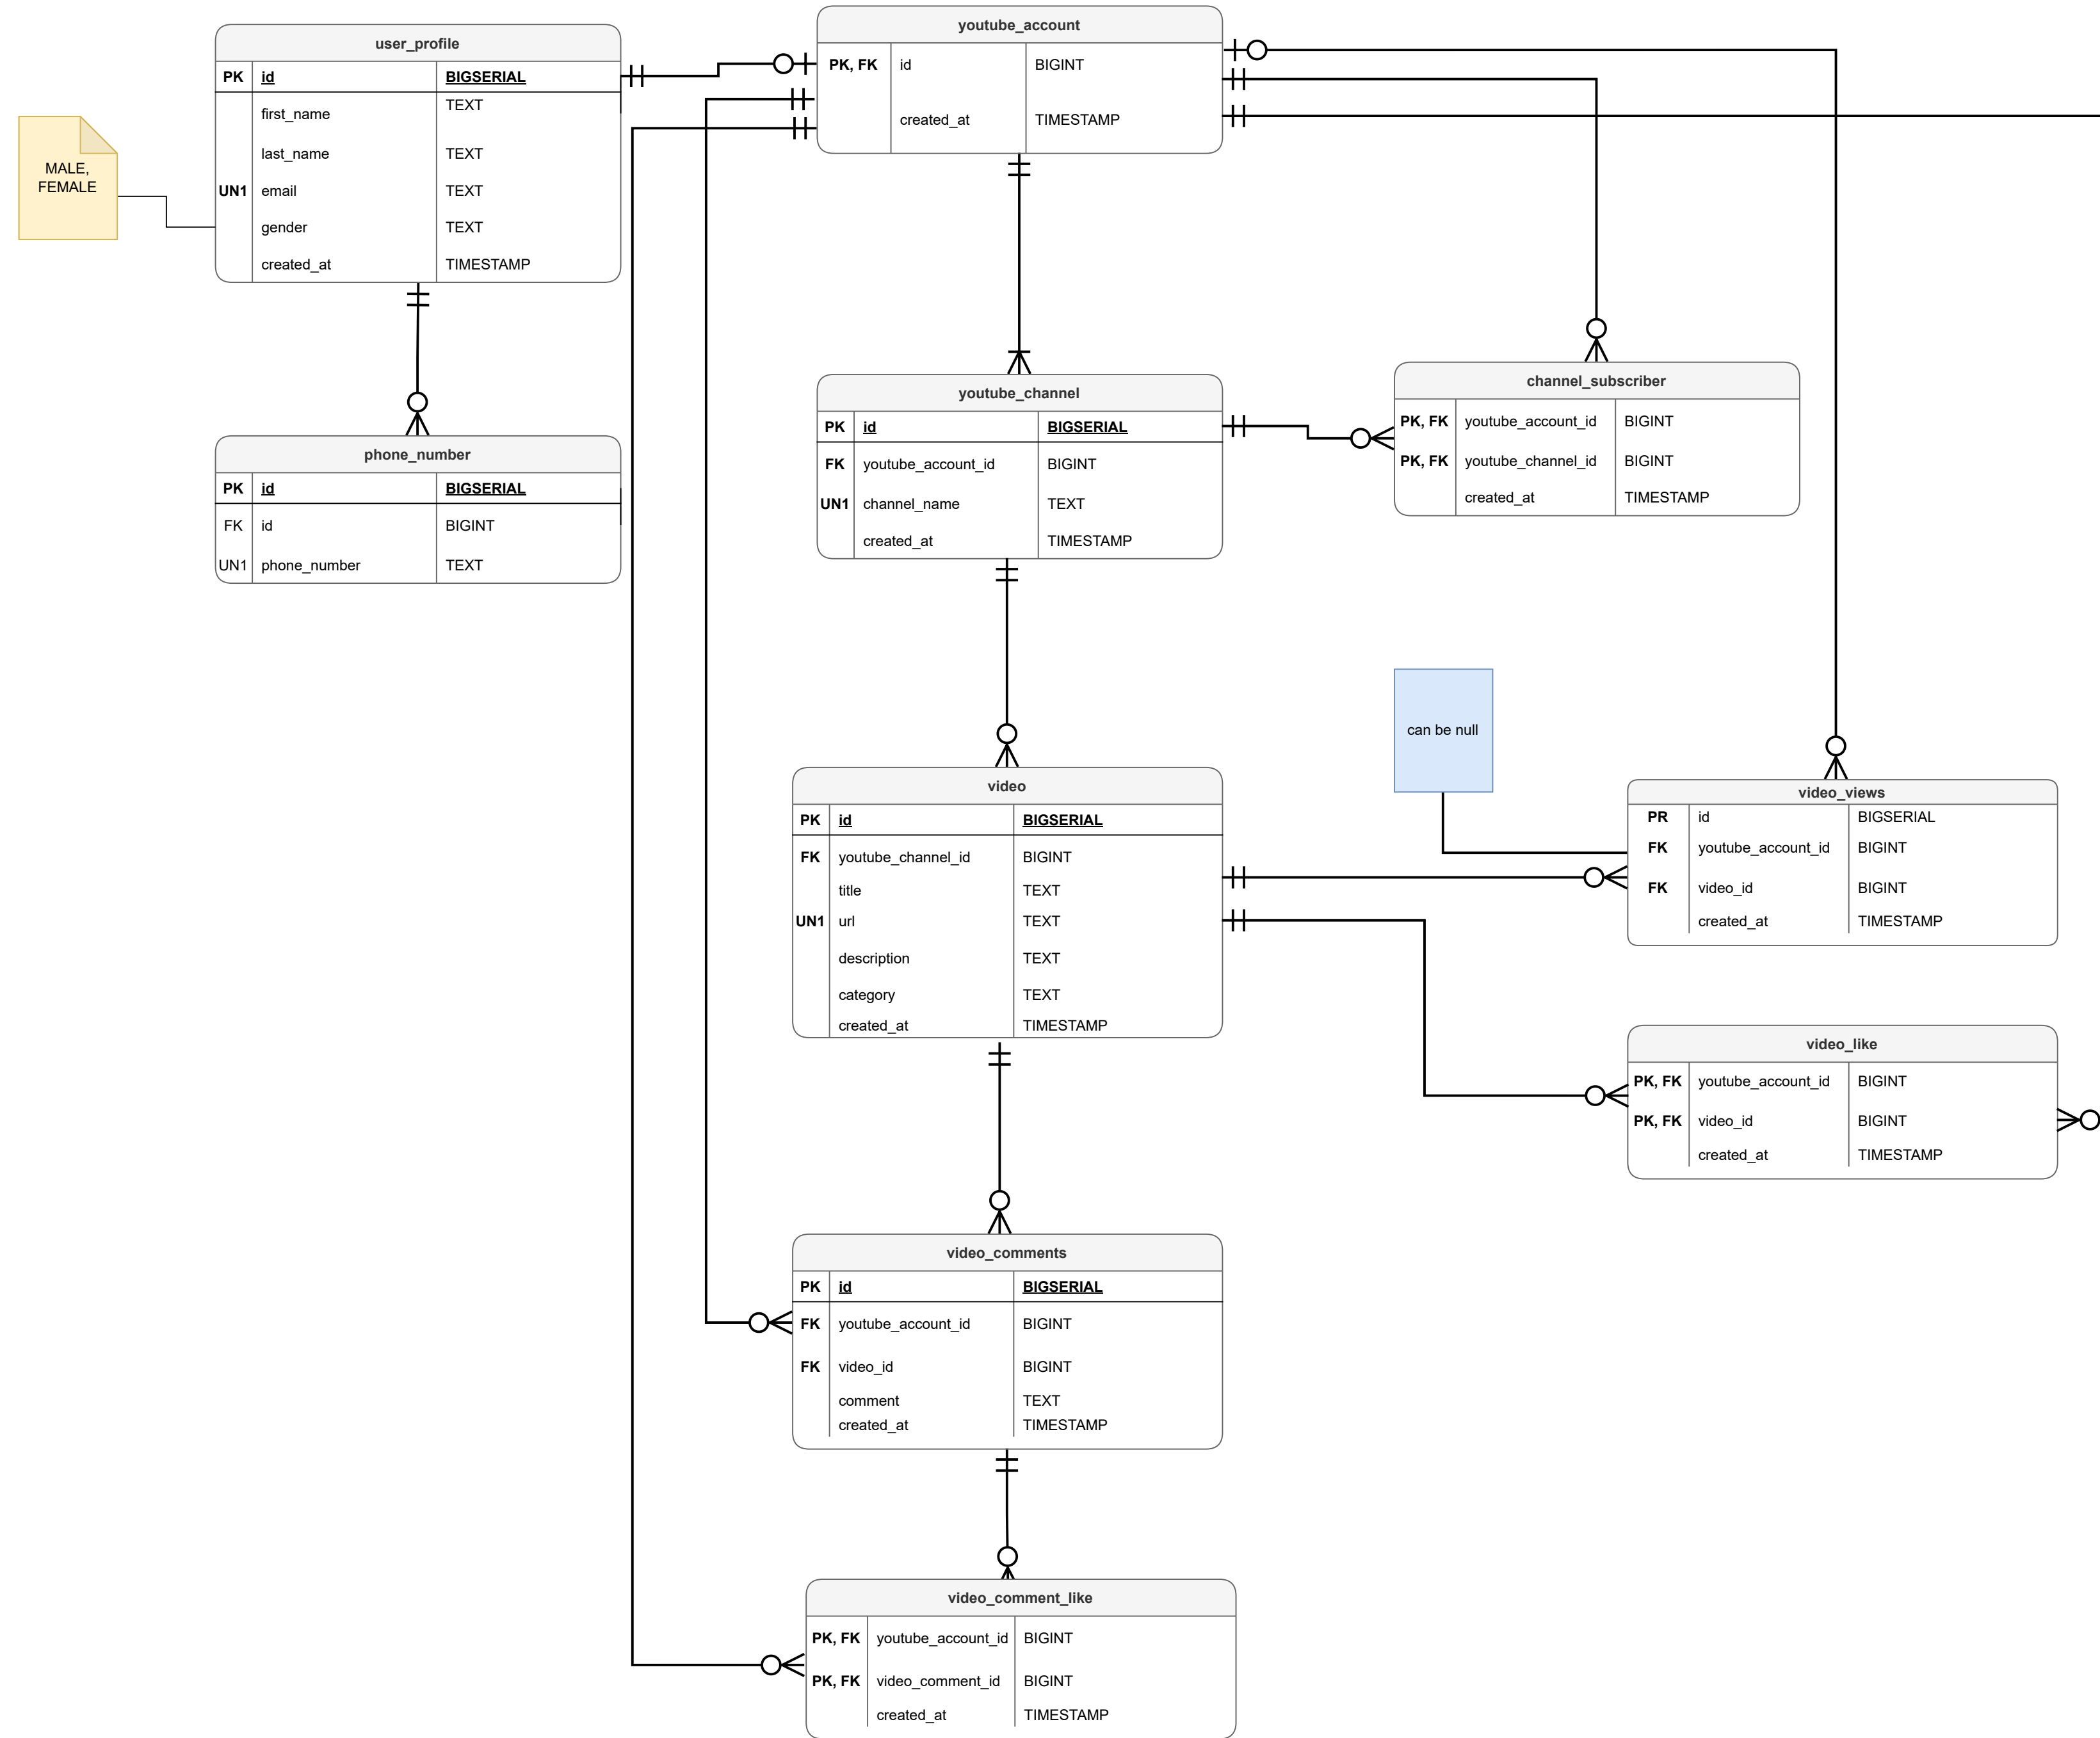 user_profile
PK id BIGSERIAL
first_name TEXT
last_name TEXT
UN1 email TEXT
gender TEXT
created_at TIMESTAMP
MALE,
FEMALE
phone_number
PK id BIGSERIAL
FK id BIGINT
UN1 phone_number TEXT
youtube_account
PK, FK id BIGINT
created_at TIMESTAMP
youtube_channel
PK id BIGSERIAL
FK youtube_account_id BIGINT
UN1 channel_name TEXT
created_at TIMESTAMP
channel_subscriber
PK, FK youtube_account_id BIGINT
PK, FK youtube_channel_id BIGINT
created_at TIMESTAMP
can be null
video
PK id BIGSERIAL
FK youtube_channel_id BIGINT
title TEXT
UN1 url TEXT
description TEXT
category TEXT
created_at TIMESTAMP
video_views
PR id BIGSERIAL
FK youtube_account_id BIGINT
FK video_id BIGINT
created_at TIMESTAMP
video_like
PK, FK youtube_account_id BIGINT
PK, FK video_id BIGINT
created_at TIMESTAMP
video_comments
PK id BIGSERIAL
FK youtube_account_id BIGINT
FK video_id BIGINT
comment TEXT
created_at TIMESTAMP
video_comment_like
PK, FK youtube_account_id BIGINT
PK, FK video_comment_id BIGINT
created_at TIMESTAMP